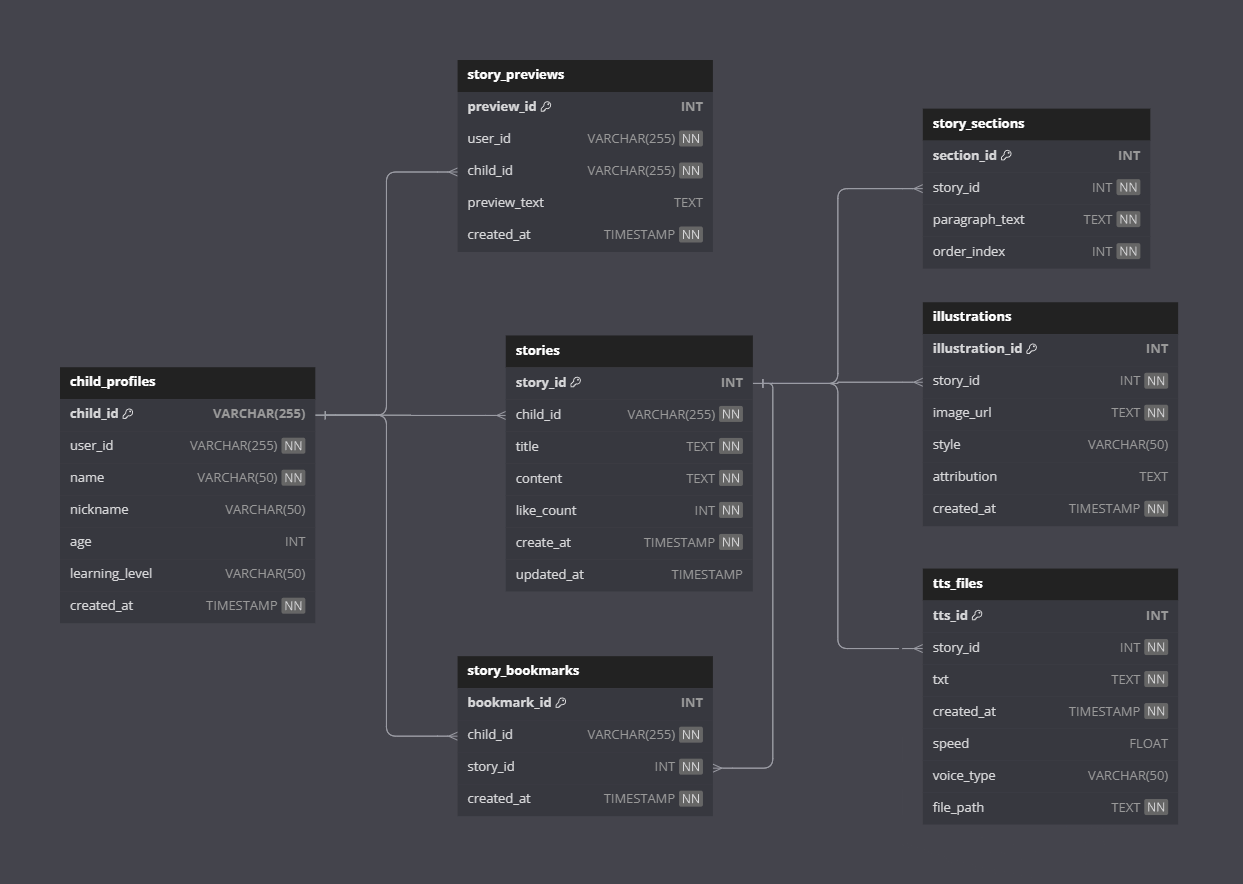 story_previews
preview_id INT
user_id VARCHAR(255) NN
child_id VARCHAR(255) NN
preview_text TEXT
created_at TIMESTAMP NN
story_sections
section_id INT
story_id INT NN
paragraph_text TEXT NN
order_index INT NN
illustrations
illustration_id INT
story_id INT NN
image_url TEXT NN
style VARCHAR(50)
attribution TEXT
created_at TIMESTAMP NN
stories
story_id INT
child_id VARCHAR(255) NN
title TEXT NN
content TEXT NN
like_count INT NN
create_at TIMESTAMP NN
updated_at TIMESTAMP
child_profiles
child_id VARCHAR(255)
user_id VARCHAR(255) NN
name VARCHAR(50) NN
nickname VARCHAR(50)
age INT
learning_level VARCHAR(50)
created_at TIMESTAMP NN
tts_files
tts_id INT
story_id INT NN
txt TEXT NN
created_at TIMESTAMP NN
speed FLOAT
voice_type VARCHAR(50)
file_path TEXT NN
story_bookmarks
bookmark_id INT
child_id VARCHAR(255) NN
story_id INT NN
created_at TIMESTAMP NN